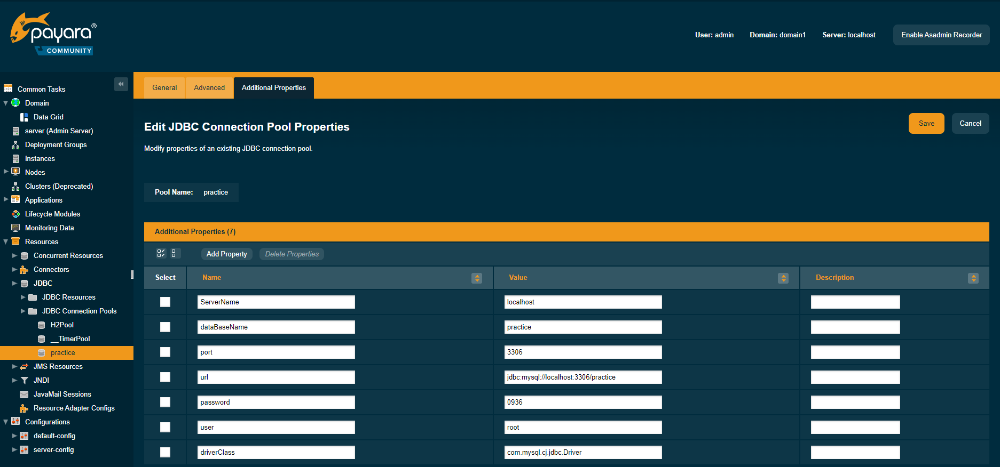 payara®
COMMUNITY
User: admin Domain: domain1 Server: localhost Enable Asadmin Recorder
Common Tasks
Domain
Data Grid
server (Admin Server)
Deployment Groups
Instances
Nodes
Clusters (Deprecated)
Applications
Lifecycle Modules
Monitoring Data
Resources
Concurrent Resources
Connectors
JDBC
JDBC Resources
JDBC Connection Pools
H2Pool
__TimerPool
practice
JMS Resources
JNDI
JavaMail Sessions
Resource Adapter Configs
Configurations
default-config
server-config
General Advanced Additional Properties
Edit JDBC Connection Pool Properties
Save Cancel
Modify properties of an existing JDBC connection pool.
Pool Name: practice
Additional Properties (7)
Add Property Delete Properties
Select Name Value Description
ServerName localhost
dataBaseName practice
port 3306
url jdbc:mysql://localhost:3306/practice
password 0936
user root
driverClass com.mysql.cj.jdbc.Driver